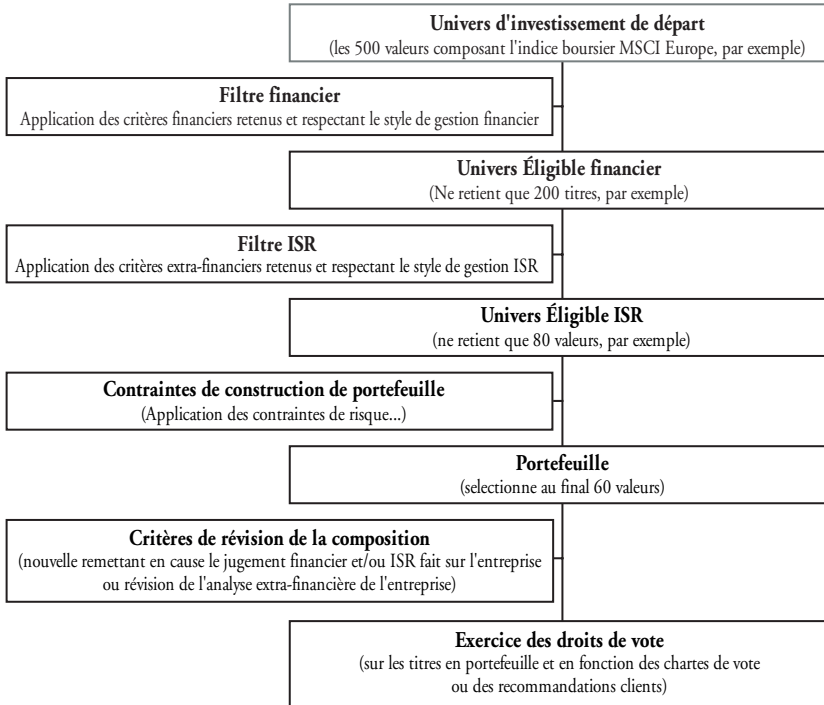 Univers d'investissement de départ
(les 500 valeurs composant l'indice boursier MSCI Europe, par exemple)
Filtre financier
Application des critères financiers retenus et respectant le style de gestion financier
Univers Éligible financier
(Ne retient que 200 titres, par exemple)
Filtre ISR
Application des critères extra-financiers retenus et respectant le style de gestion ISR
Univers Éligible ISR
(ne retient que 80 valeurs, par exemple)
Contraintes de construction de portefeuille
(Application des contraintes de risque...)
Portefeuille
(selectionne au final 60 valeurs)
Critères de révision de la composition
(nouvelle remettant en cause le jugement financier et/ou ISR fait sur l'entreprise
ou révision de l'analyse extra-financière de l'entreprise)
Exercice des droits de vote
(sur les titres en portefeuille et en fonction des chartes de vote
ou des recommandations clients)